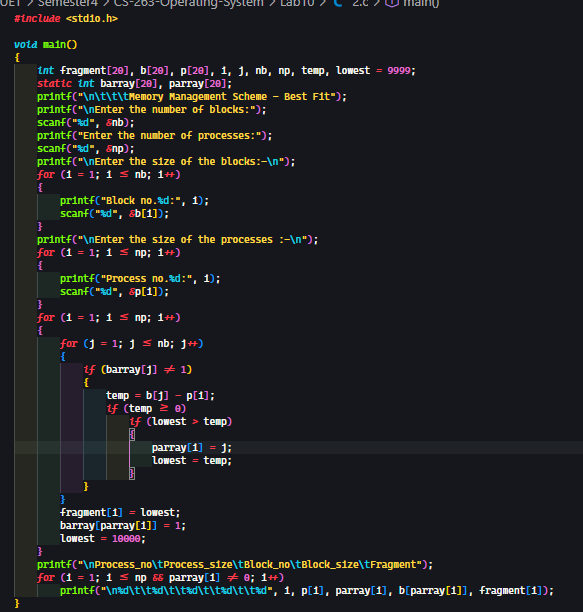 UET > Semester4 > CS-263-Operating-System > Lab10 > C 2.c > main()
#include <stdio.h>
void main()
{
int fragment[20], b[20], p[20], i, j, nb, np, temp, lowest = 9999;
static int barray[20], parray[20];
printf("\n\t\t\tMemory Management Scheme - Best Fit");
printf("\nEnter the number of blocks:");
scanf("%d", &nb);
printf("Enter the number of processes:");
scanf("%d", &np);
printf("\nEnter the size of the blocks:-\n");
for (i = 1; i ≤ nb; i++)
{
printf("Block no.%d:", i);
scanf("%d", &b[i]);
}
printf("\nEnter the size of the processes :-\n");
for (i = 1; i ≤ np; i++)
{
printf("Process no.%d:", i);
scanf("%d", &p[i]);
}
for (i = 1; i ≤ np; i++)
{
for (j = 1; j ≤ nb; j++)
{
if (barray[j] ≠ 1)
{
temp = b[j] - p[i];
if (temp ≥ 0)
if (lowest > temp)
{
parray[i] = j;
lowest = temp;
}
}
}
fragment[i] = lowest;
barray[parray[i]] = 1;
lowest = 10000;
}
printf("\nProcess_no\tProcess_size\tBlock_no\tBlock_size\tFragment");
for (i = 1; i ≤ np && parray[i] ≠ 0; i++)
printf("\n%d\t\t%d\t\t%d\t\t%d\t\t%d", i, p[i], parray[i], b[parray[i]], fragment[i]);
}